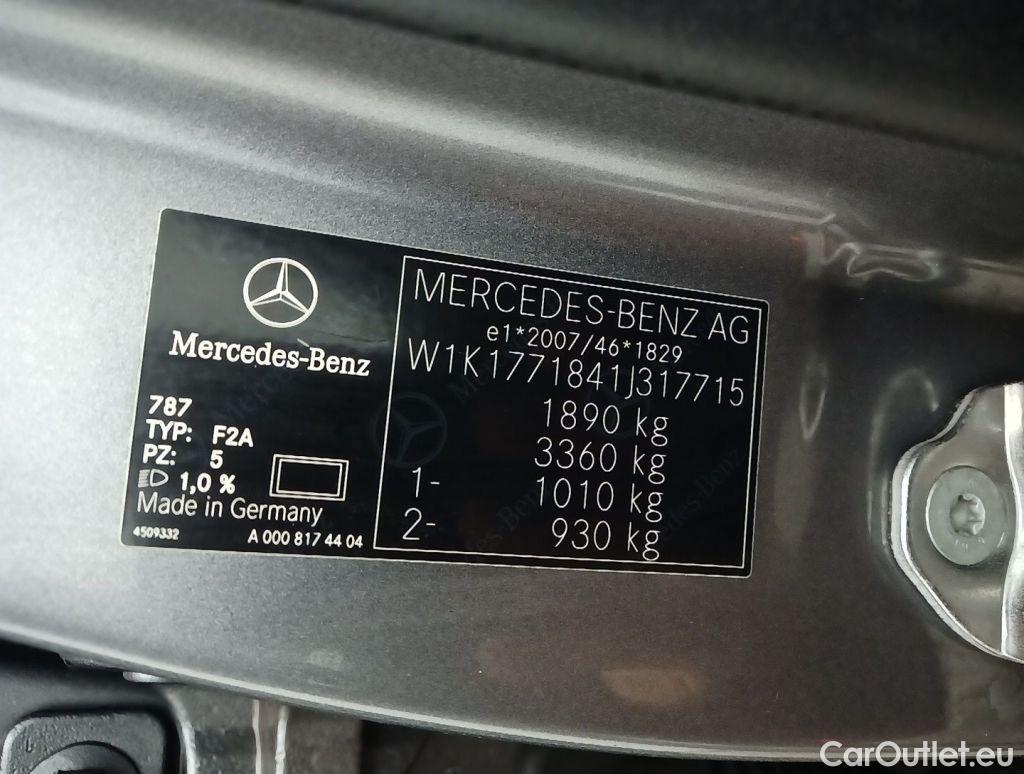 Mercedes-Benz
787
TYP: F2A
PZ: 5
1,0 %
Made in Germany
4509332 A 000 817 44 04
MERCEDES-BENZ AG
e1*2007/46*1829
W1K1771841J317715
1890 kg
3360 kg
1- 1010 kg
2- 930 kg
CarOutlet.eu